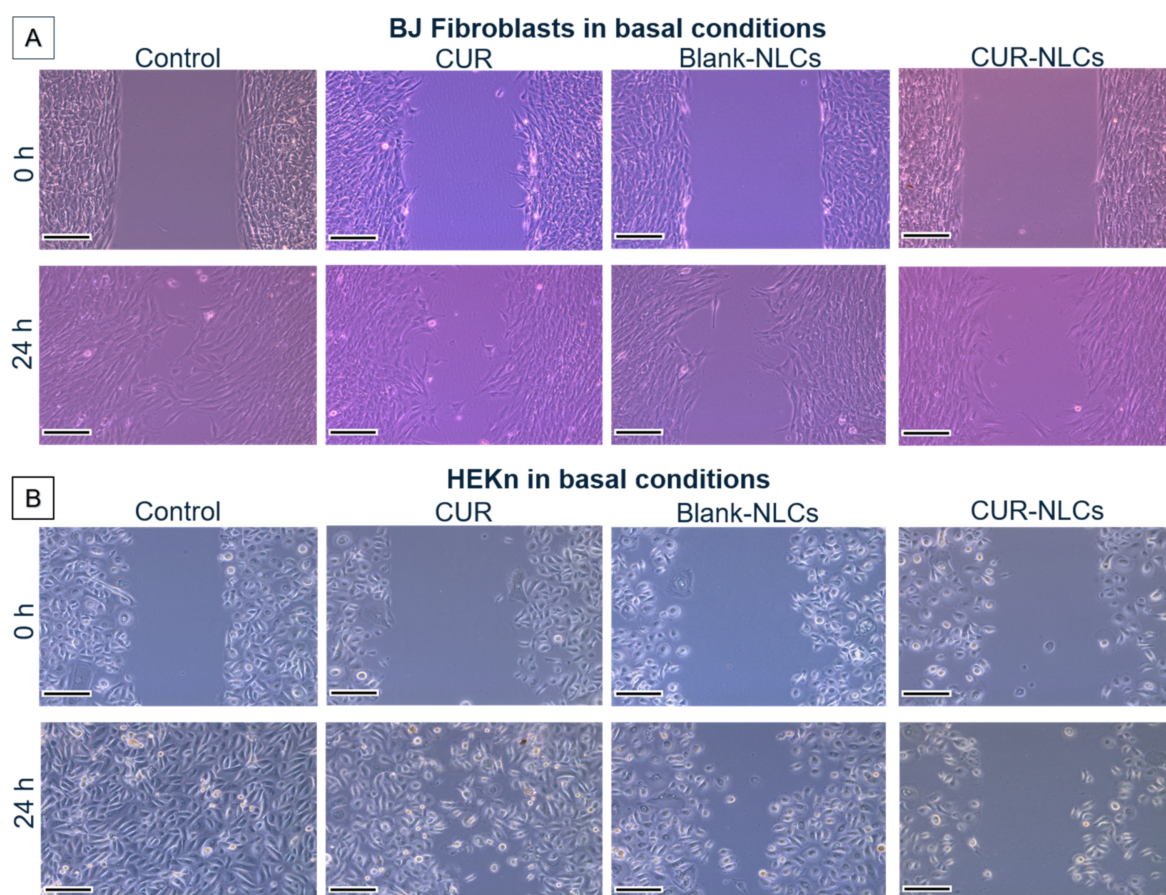 A
BJ Fibroblasts in basal conditions
Control CUR Blank-NLCs CUR-NLCs
0 h
24 h
B
HEKn in basal conditions
Control CUR Blank-NLCs CUR-NLCs
0 h
24 h